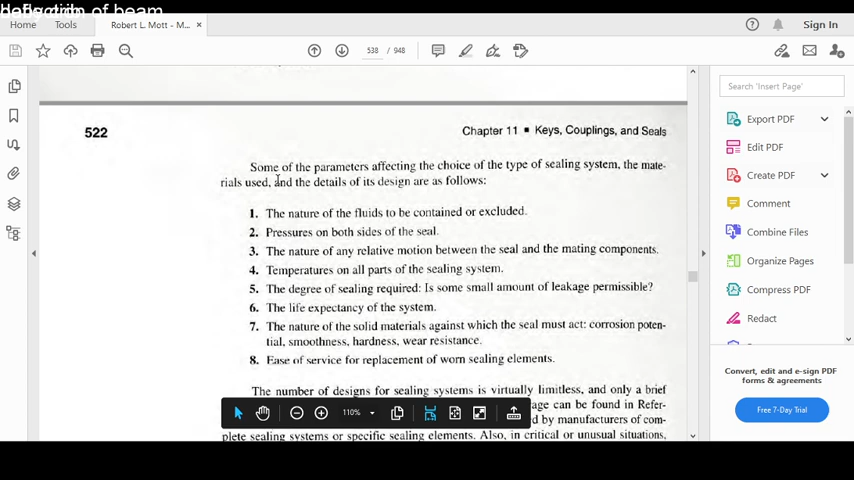 of beam
Home
Tools
Robert L. Mott - M...
×
Sign In
538 / 948
522
Chapter 11 ■ Keys, Couplings, and Seals
Some of the parameters affecting the choice of the type of sealing system, the mate-
rials used, and the details of its design are as follows:
1. The nature of the fluids to be contained or excluded.
2. Pressures on both sides of the seal.
3. The nature of any relative motion between the seal and the mating components.
4. Temperatures on all parts of the sealing system.
5. The degree of sealing required: Is some small amount of leakage permissible?
6. The life expectancy of the system.
7. The nature of the solid materials against which the seal must act: corrosion poten-
tial, smoothness, hardness, wear resistance.
8. Ease of service for replacement of worn sealing elements.
The number of designs for sealing systems is virtually limitless, and only a brief
age can be found in Refer-
d by manufacturers of com-
plete sealing systems or specific sealing elements. Also, in critical or unusual situations,
110%
Search 'Insert Page'
Export PDF
Edit PDF
Create PDF
Comment
Combine Files
Organize Pages
Compress PDF
Redact
Convert, edit and e-sign PDF
forms & agreements
Free 7-Day Trial